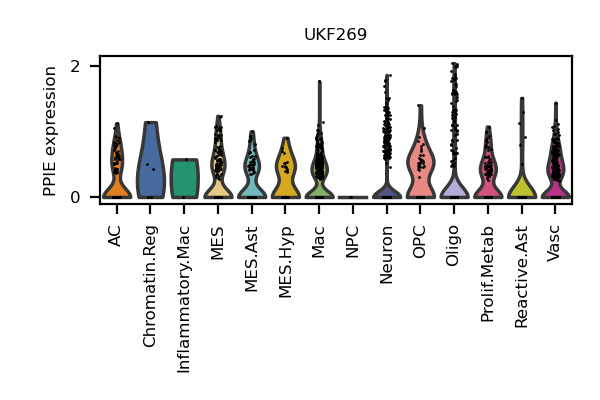 UKF269
PPIE expression
2
0
AC
Chromatin.Reg
Inflammatory.Mac
MES
MES.Ast
MES.Hyp
Mac
NPC
Neuron
OPC
Oligo
Prolif.Metab
Reactive.Ast
Vasc